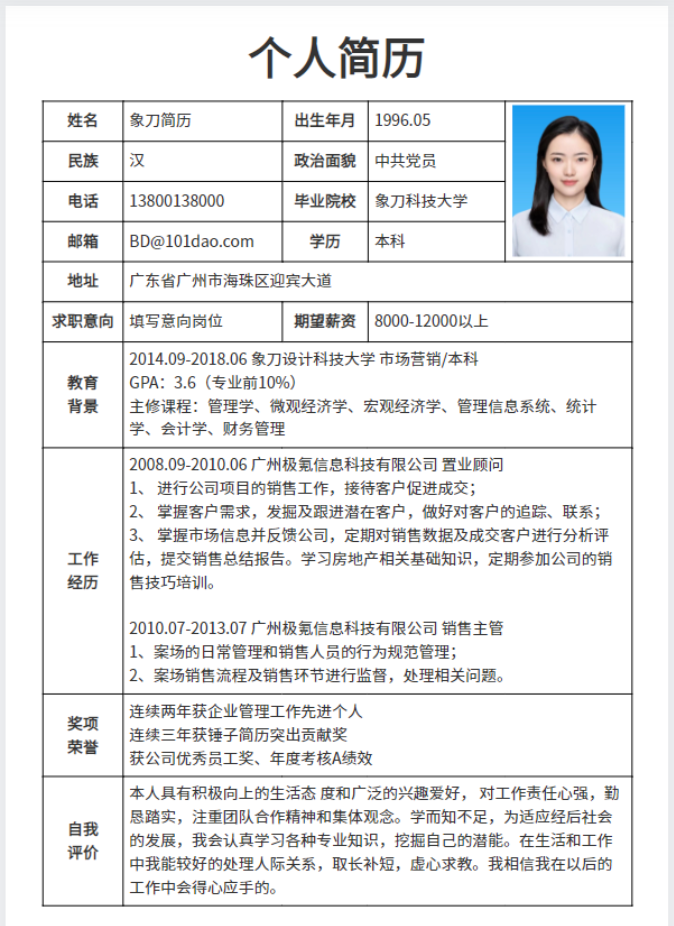 个人简历
姓名 象刀简历 出生年月 1996.05
民族 汉 政治面貌 中共党员
电话 13800138000 毕业院校 象刀科技大学
邮箱 BD@101dao.com 学历 本科
地址 广东省广州市海珠区迎宾大道
求职意向 填写意向岗位 期望薪资 8000-12000以上
教育
背景
2014.09-2018.06 象刀设计科技大学 市场营销/本科
GPA：3.6（专业前10%）
主修课程：管理学、微观经济学、宏观经济学、管理信息系统、统计
学、会计学、财务管理
工作
经历
2008.09-2010.06 广州极氪信息科技有限公司 置业顾问
1、 进行公司项目的销售工作，接待客户促进成交；
2、 掌握客户需求，发掘及跟进潜在客户，做好对客户的追踪、联系；
3、 掌握市场信息并反馈公司，定期对销售数据及成交客户进行分析评
估，提交销售总结报告。学习房地产相关基础知识，定期参加公司的销
售技巧培训。
2010.07-2013.07 广州极氪信息科技有限公司 销售主管
1、案场的日常管理和销售人员的行为规范管理；
2、案场销售流程及销售环节进行监督，处理相关问题。
奖项
荣誉
连续两年获企业管理工作先进个人
连续三年获锤子简历突出贡献奖
获公司优秀员工奖、年度考核A绩效
自我
评价
本人具有积极向上的生活态 度和广泛的兴趣爱好， 对工作责任心强，勤
恳踏实，注重团队合作精神和集体观念。学而知不足，为适应经后社会
的发展，我会认真学习各种专业知识，挖掘自己的潜能。在生活和工作
中我能较好的处理人际关系，取长补短，虚心求教。我相信我在以后的
工作中会得心应手的。